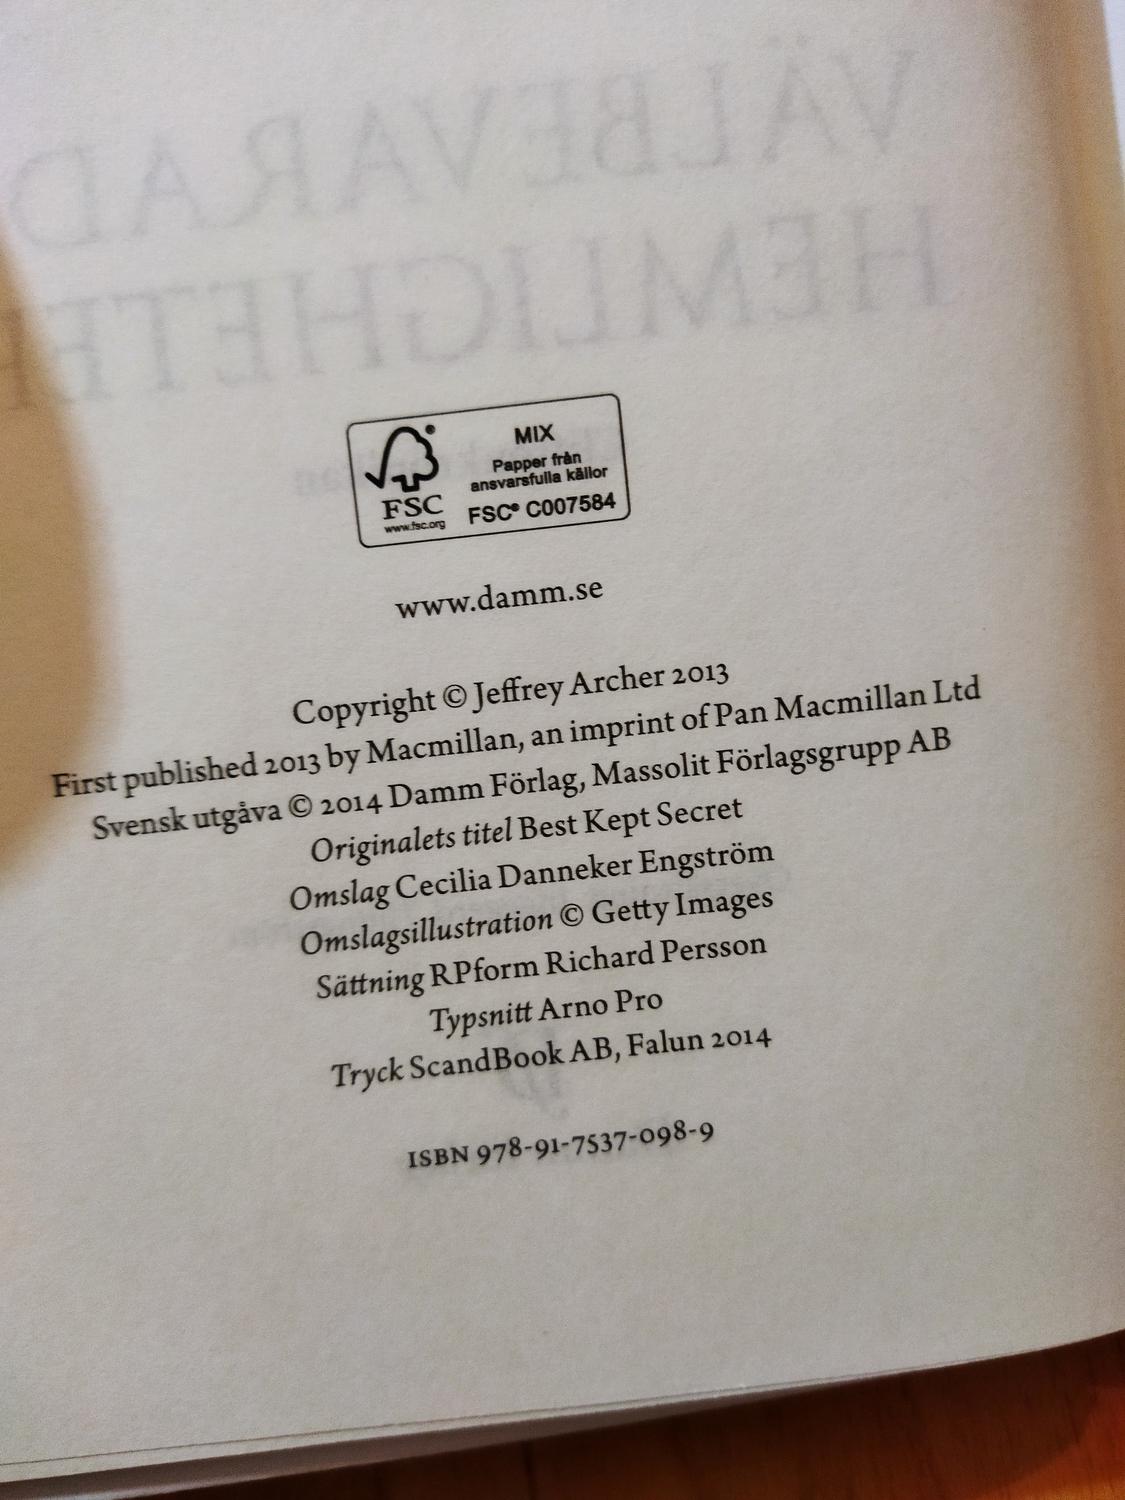 VÄLBEVARAD
HEMLIGHETE
MIX
Papper från
ansvarsfulla källor
FSC® C007584
FSC
www.fsc.org
www.damm.se
Copyright © Jeffrey Archer 2013
First published 2013 by Macmillan, an imprint of Pan Macmillan Ltd
Svensk utgåva © 2014 Damm Förlag, Massolit Förlagsgrupp AB
Originalets titel Best Kept Secret
Omslag Cecilia Danneker Engström
Omslagsillustration © Getty Images
Sättning RPform Richard Persson
Typsnitt Arno Pro
Tryck ScandBook AB, Falun 2014
ISBN 978-91-7537-098-9